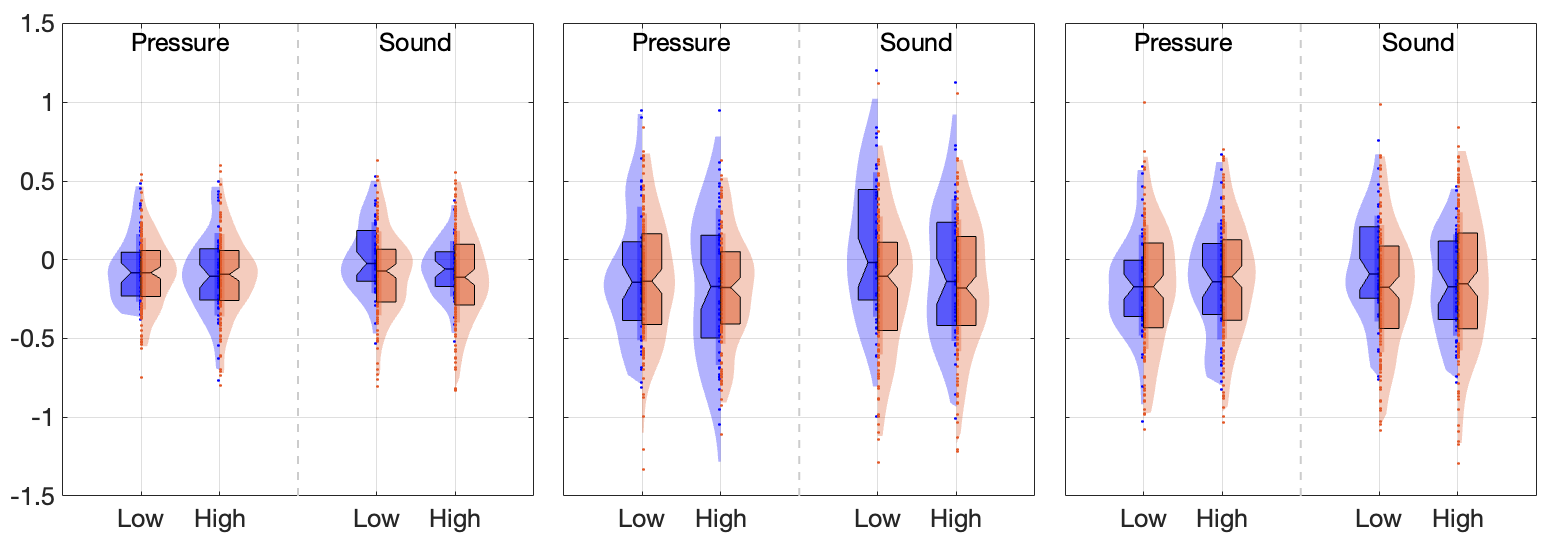 1.5
1
0.5
0
-0.5
-1
-1.5
Pressure Sound
Low High Low High
Pressure Sound
Low High Low High
Pressure Sound
Low High Low High